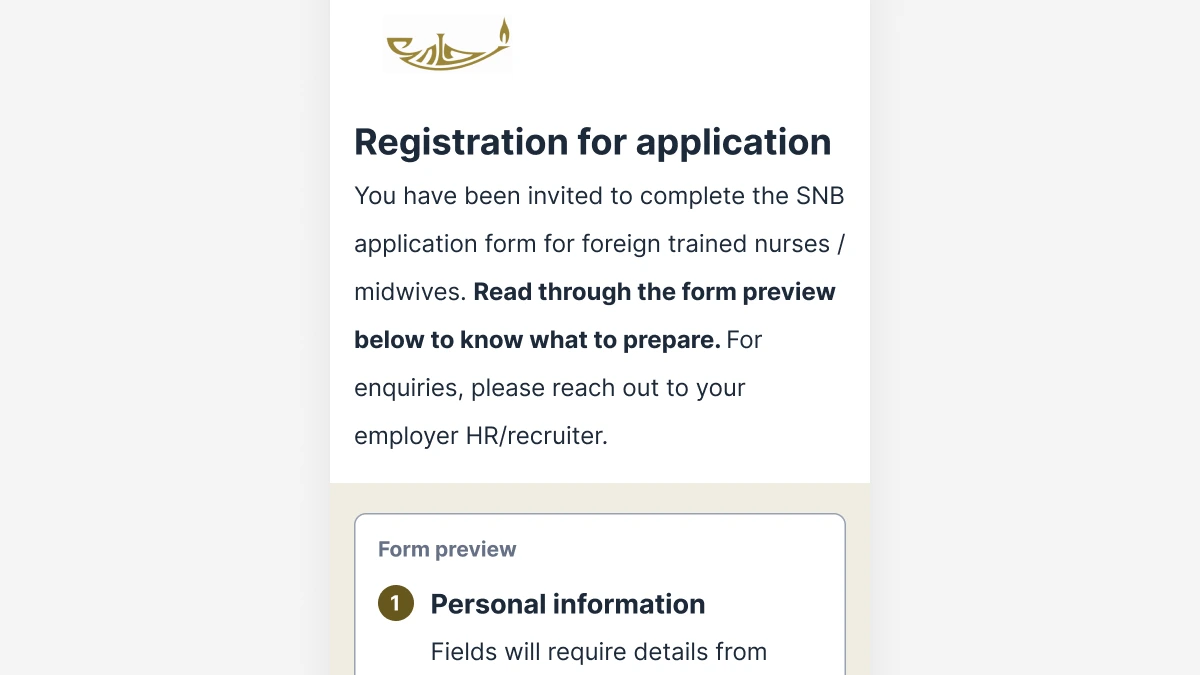 Registration for application
You have been invited to complete the SNB
application form for foreign trained nurses /
midwives. Read through the form preview
below to know what to prepare. For
enquiries, please reach out to your
employer HR/recruiter.
Form preview
1 Personal information
Fields will require details from